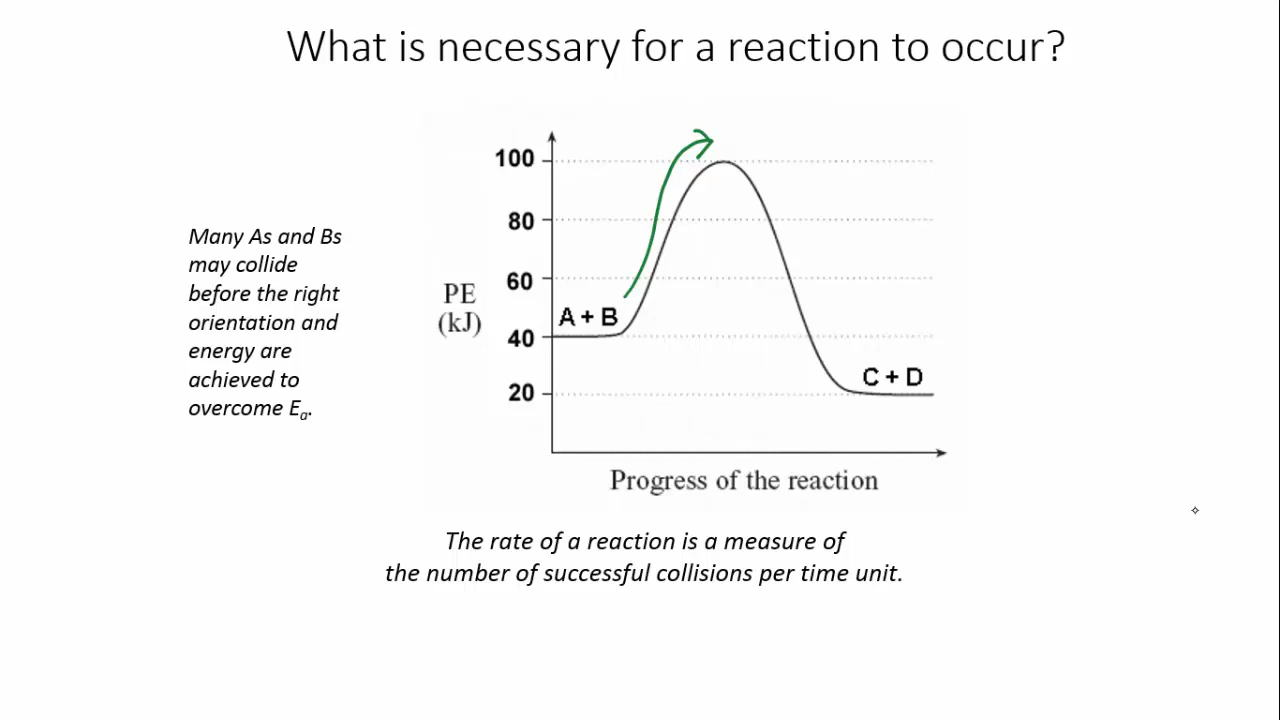 What is necessary for a reaction to occur?
Many As and Bs
may collide
before the right
orientation and
energy are
achieved to
overcome Eₐ.
PE
(kJ)
100
80
60
40
20
A + B
C + D
Progress of the reaction
The rate of a reaction is a measure of
the number of successful collisions per time unit.